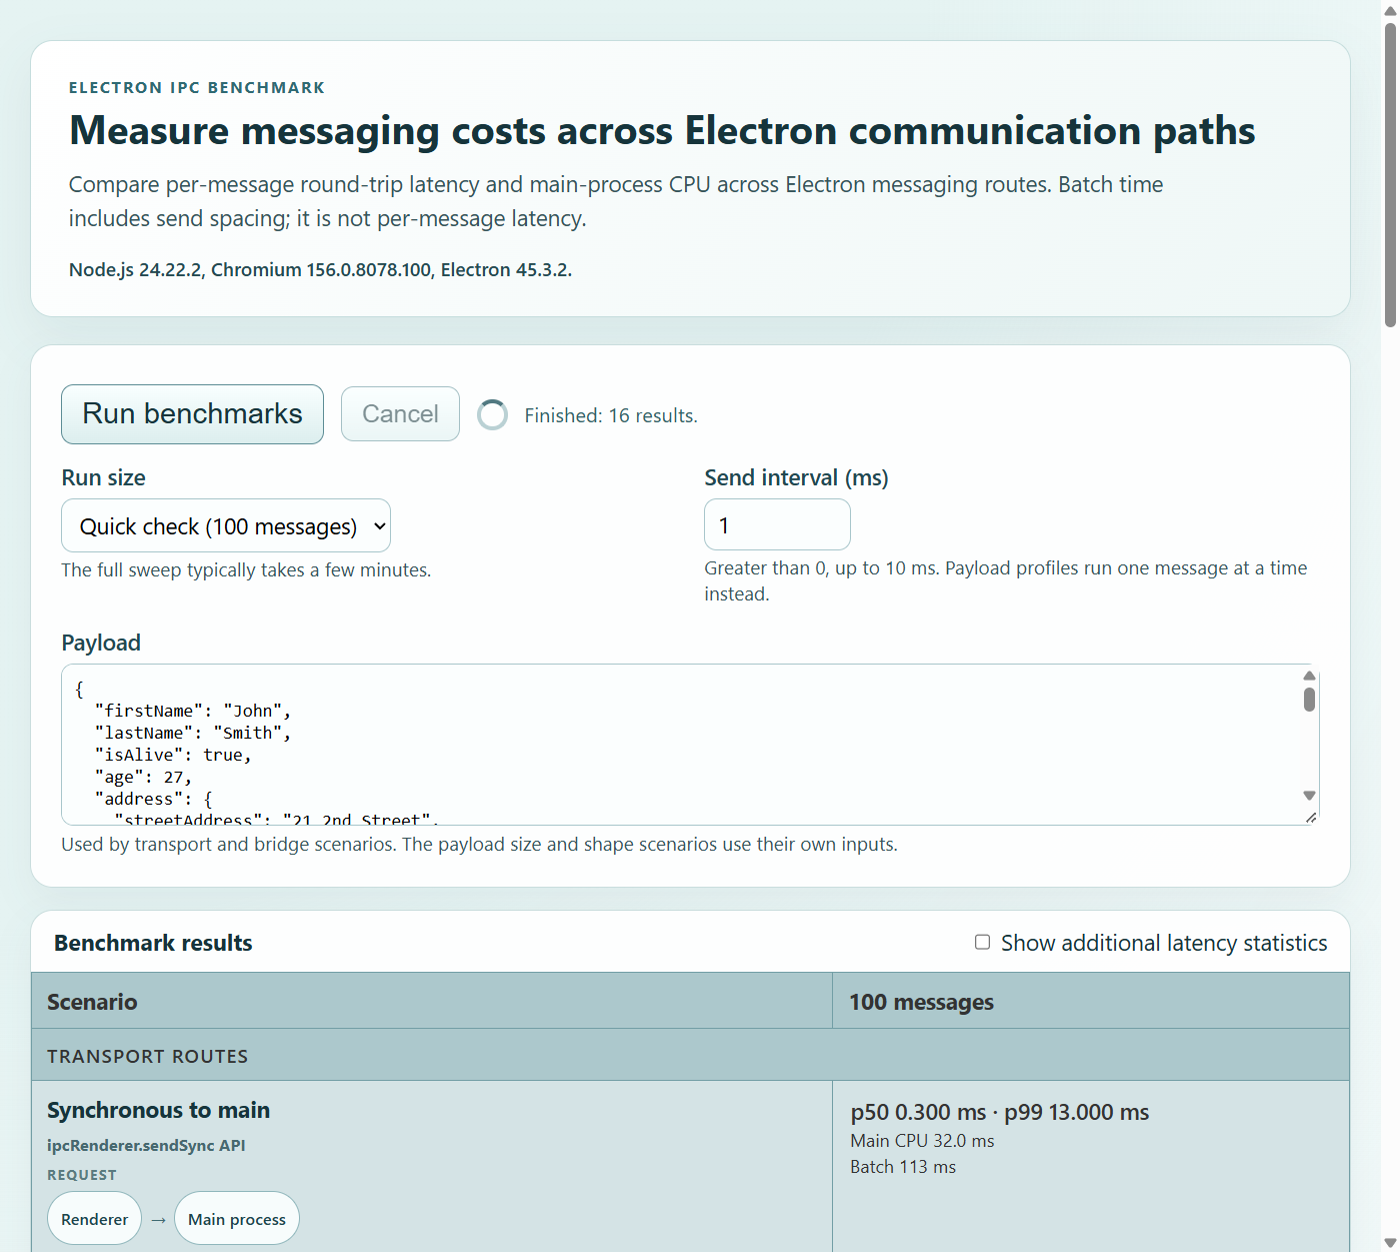 ELECTRON IPC BENCHMARK
Measure messaging costs across Electron communication paths
Compare per-message round-trip latency and main-process CPU across Electron messaging routes. Batch time
includes send spacing; it is not per-message latency.
Node.js 24.22.2, Chromium 156.0.8078.100, Electron 45.3.2.
Run benchmarks
Cancel
Finished: 16 results.
Run size
Quick check (100 messages)
The full sweep typically takes a few minutes.
Send interval (ms)
1
Greater than 0, up to 10 ms. Payload profiles run one message at a time
instead.
Payload
{
"firstName": "John",
"lastName": "Smith",
"isAlive": true,
"age": 27,
"address": {
"streetAddress": "21 2nd Street",
Used by transport and bridge scenarios. The payload size and shape scenarios use their own inputs.
Benchmark results
Show additional latency statistics
Scenario
100 messages
TRANSPORT ROUTES
Synchronous to main
ipcRenderer.sendSync API
REQUEST
Renderer → Main process
p50 0.300 ms · p99 13.000 ms
Main CPU 32.0 ms
Batch 113 ms